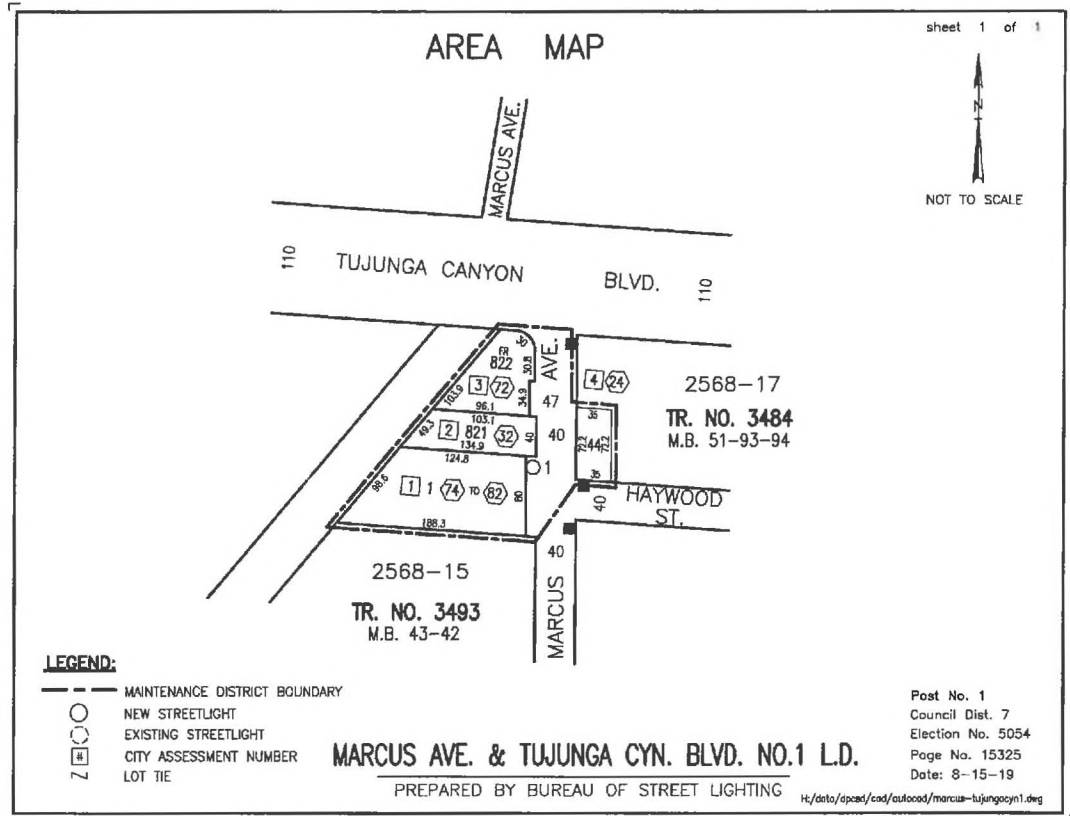 sheet 1 of 1
AREA MAP
N
NOT TO SCALE
MARCUS AVE.
110
TUJUNGA CANYON BLVD.
110
35
FR
822
30.8
AVE.
3 72
103.9
34.9
47
96.1
4 24
2568-17
TR. NO. 3484
M.B. 51-93-94
103.1
49.3
2 821 32
40
40
35
134.9
72.2
44
72.2
124.8
1
98.6
1 1 74 TO 82
80
35
188.3
40
HAYWOOD
ST.
40
MARCUS
2568-15
TR. NO. 3493
M.B. 43-42
LEGEND:
MAINTENANCE DISTRICT BOUNDARY
NEW STREETLIGHT
EXISTING STREETLIGHT
# CITY ASSESSMENT NUMBER
LOT TIE
MARCUS AVE. & TUJUNGA CYN. BLVD. NO.1 L.D.
PREPARED BY BUREAU OF STREET LIGHTING
Post No. 1
Council Dist. 7
Election No. 5054
Page No. 15325
Date: 8-15-19
H:/data/dpcad/cad/autocad/marcus-tujungacyn1.dwg